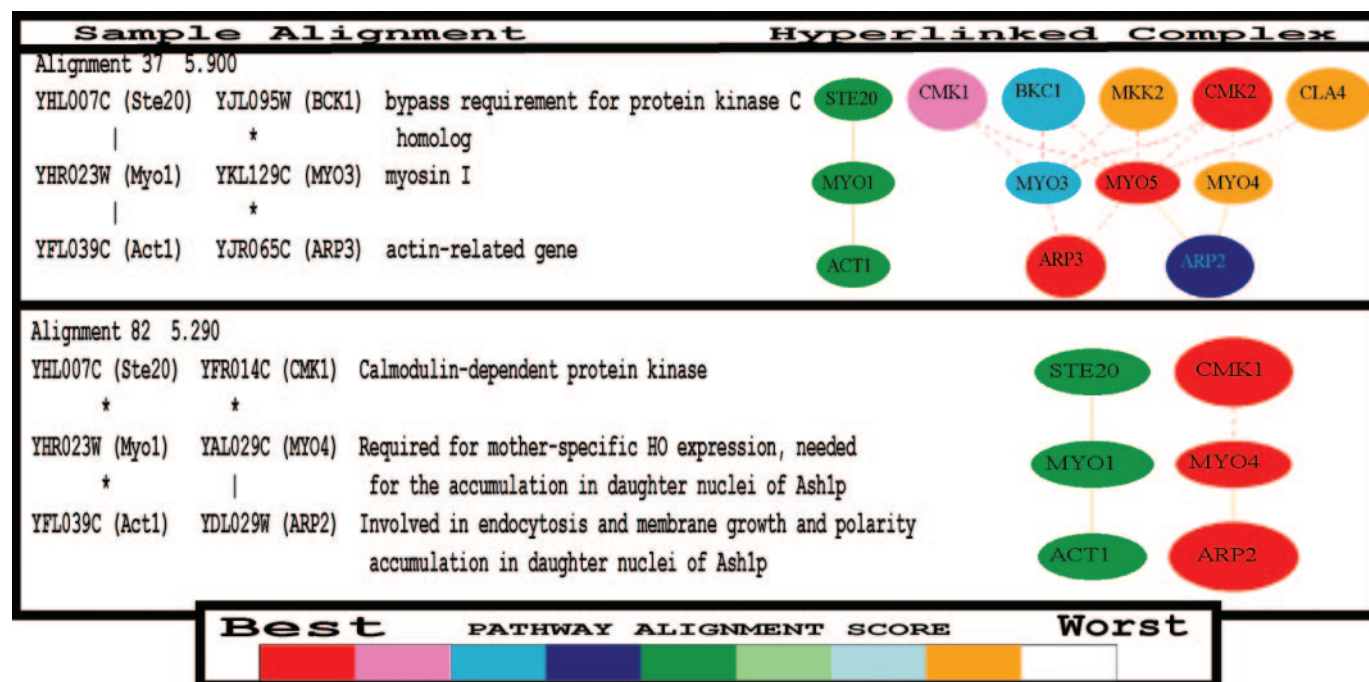 Sample Alignment Hyperlinked Complex
Alignment 37 5.900
YHL007C (Ste20) YJL095W (BCK1) bypass requirement for protein kinase C
| * homolog
YHR023W (Myo1) YKL129C (MYO3) myosin I
| *
YFL039C (Act1) YJR065C (ARP3) actin-related gene
STE20 CMK1 BKC1 MKK2 CMK2 CLA4
MYO1 MYO3 MYO5 MYO4
ACT1 ARP3 ARP2
Alignment 82 5.290
YHL007C (Ste20) YFR014C (CMK1) Calmodulin-dependent protein kinase
* *
YHR023W (Myo1) YAL029C (MYO4) Required for mother-specific HO expression, needed
* | for the accumulation in daughter nuclei of Ash1p
YFL039C (Act1) YDL029W (ARP2) Involved in endocytosis and membrane growth and polarity
accumulation in daughter nuclei of Ash1p
STE20 CMK1
MYO1 MYO4
ACT1 ARP2
Best PATHWAY ALIGNMENT SCORE Worst